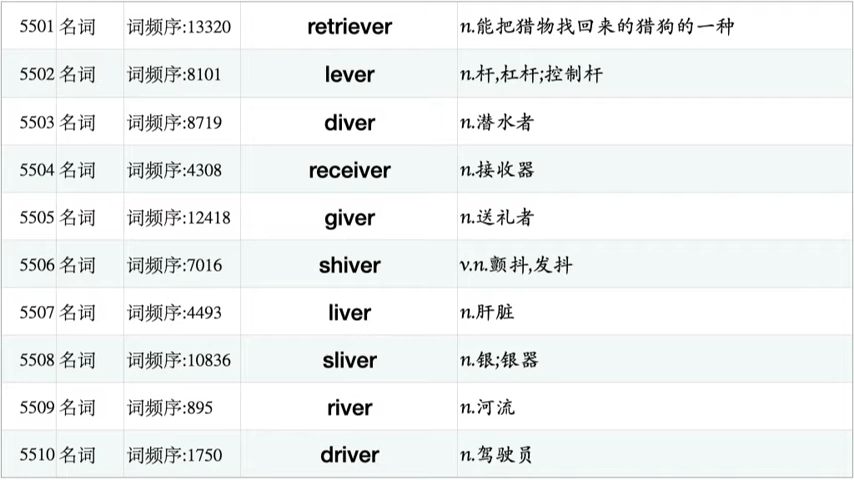 5501 名词 词频序:13320 retriever n.能把猎物找回来的猎狗的一种
5502 名词 词频序:8101 lever n.杆,杠杆;控制杆
5503 名词 词频序:8719 diver n.潜水者
5504 名词 词频序:4308 receiver n.接收器
5505 名词 词频序:12418 giver n.送礼者
5506 名词 词频序:7016 shiver v.n.颤抖,发抖
5507 名词 词频序:4493 liver n.肝脏
5508 名词 词频序:10836 sliver n.银;银器
5509 名词 词频序:895 river n.河流
5510 名词 词频序:1750 driver n.驾驶员